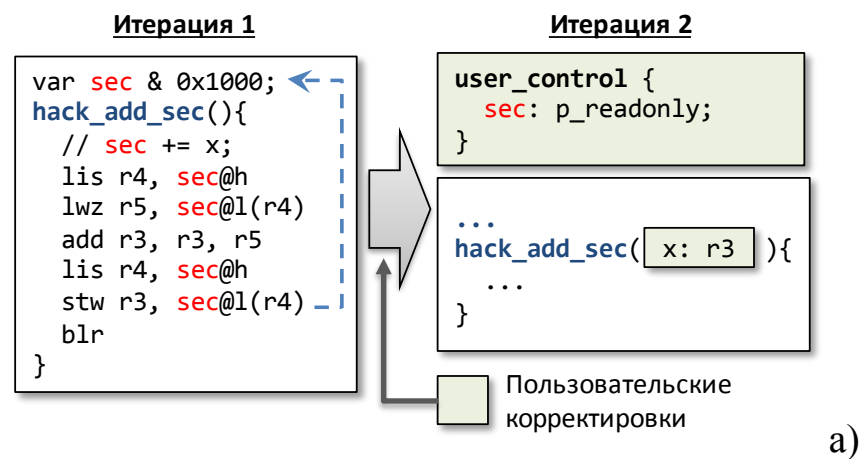 Итерация 1
var sec & 0x1000;
hack_add_sec(){
// sec += x;
lis r4, sec@h
lwz r5, sec@l(r4)
add r3, r3, r5
lis r4, sec@h
stw r3, sec@l(r4)
blr
}
Итерация 2
user_control {
sec: p_readonly;
}
...
hack_add_sec( x: r3 ){
...
}
Пользовательские
корректировки
а)